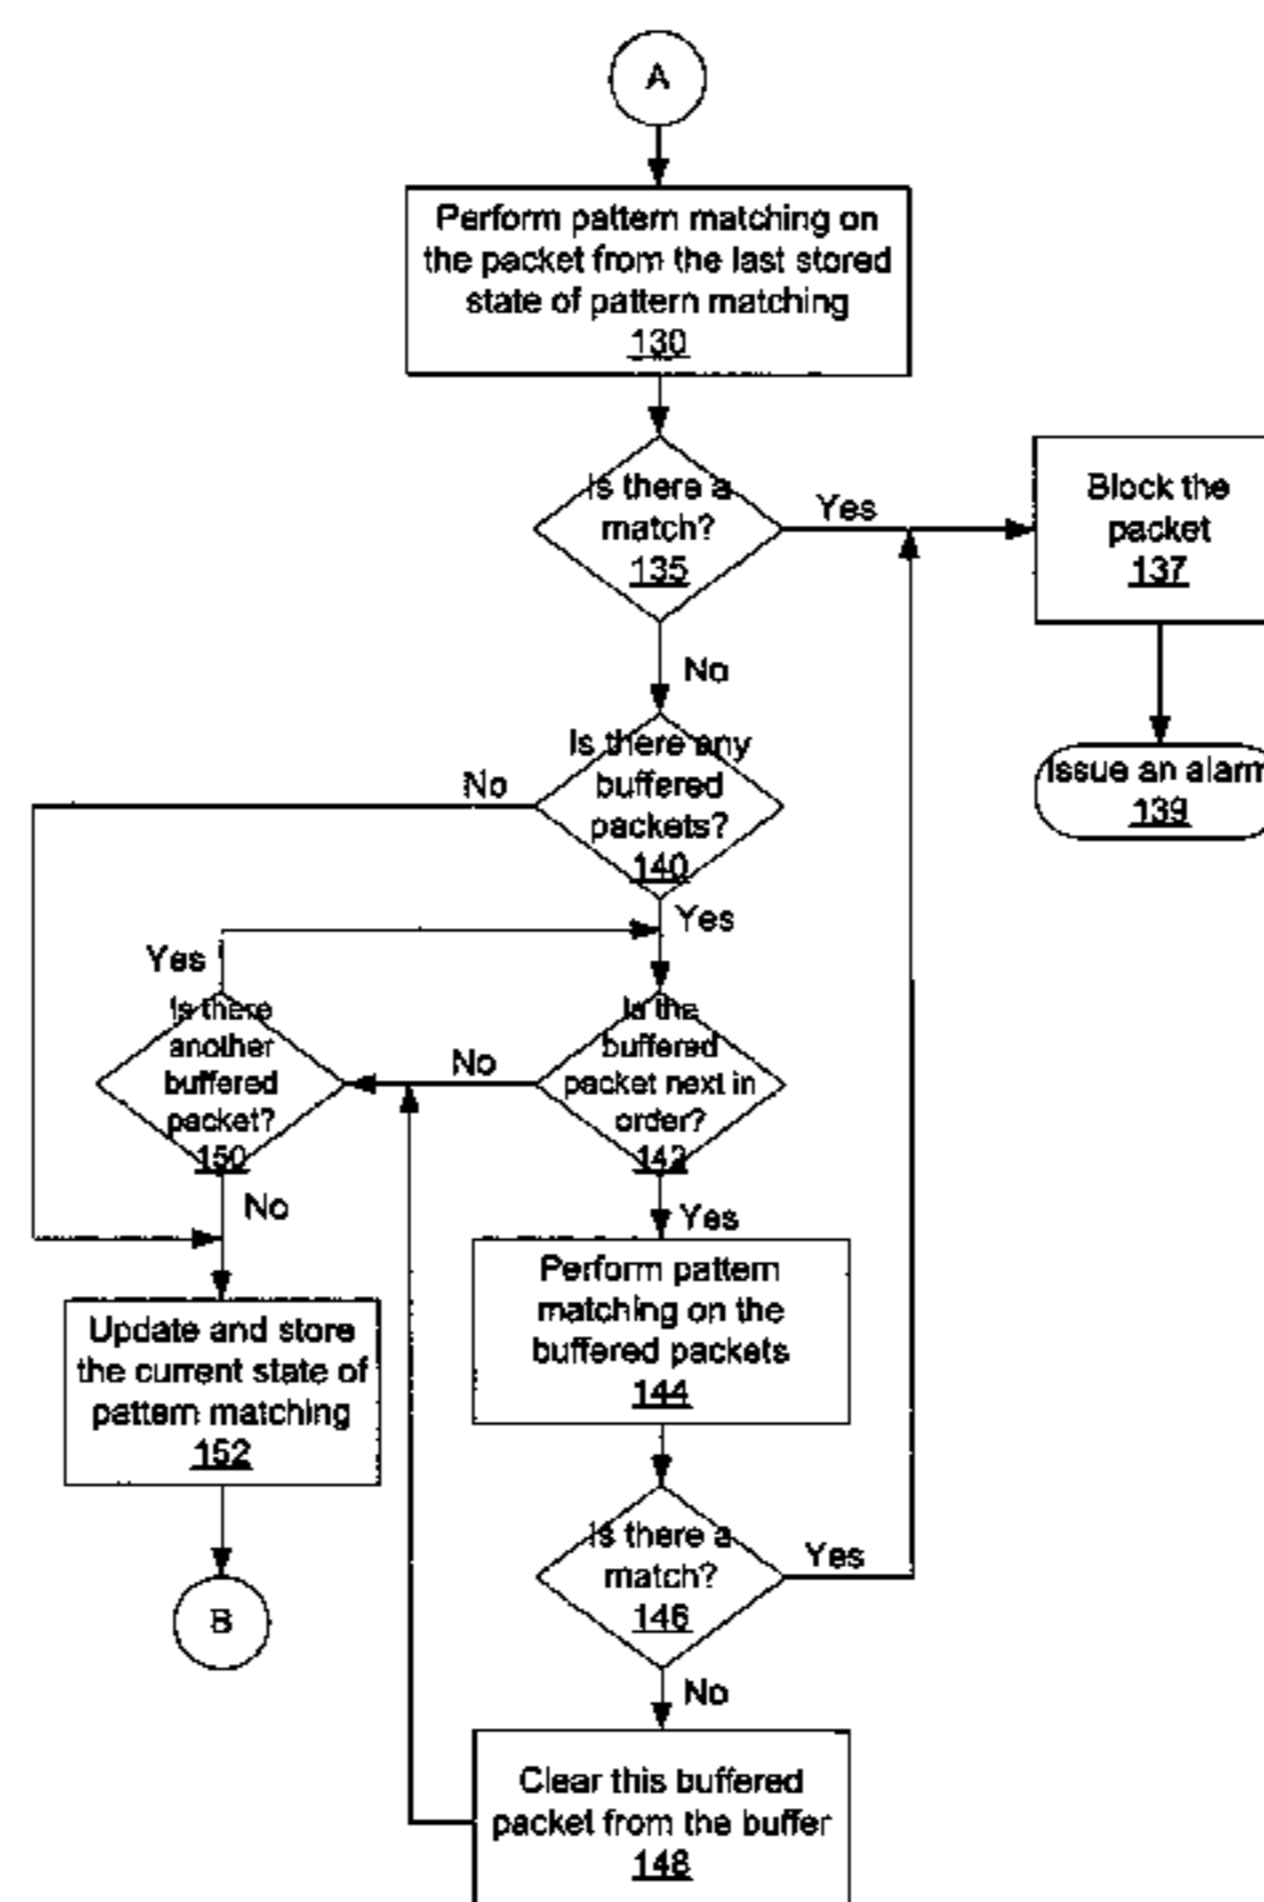 A
Perform pattern matching on
the packet from the last stored
state of pattern matching
130
Is there a
match?
135
Yes
Block the
packet
137
No
Issue an alarm
139
Is there any
buffered
packets?
140
No
Yes
Yes
Is there
another
buffered
packet?
150
No
Is the
buffered
packet next in
order?
142
No
Yes
Perform pattern
matching on the
buffered packets
144
Update and store
the current state of
pattern matching
152
Is there a
match?
146
Yes
B
No
Clear this buffered
packet from the buffer
148